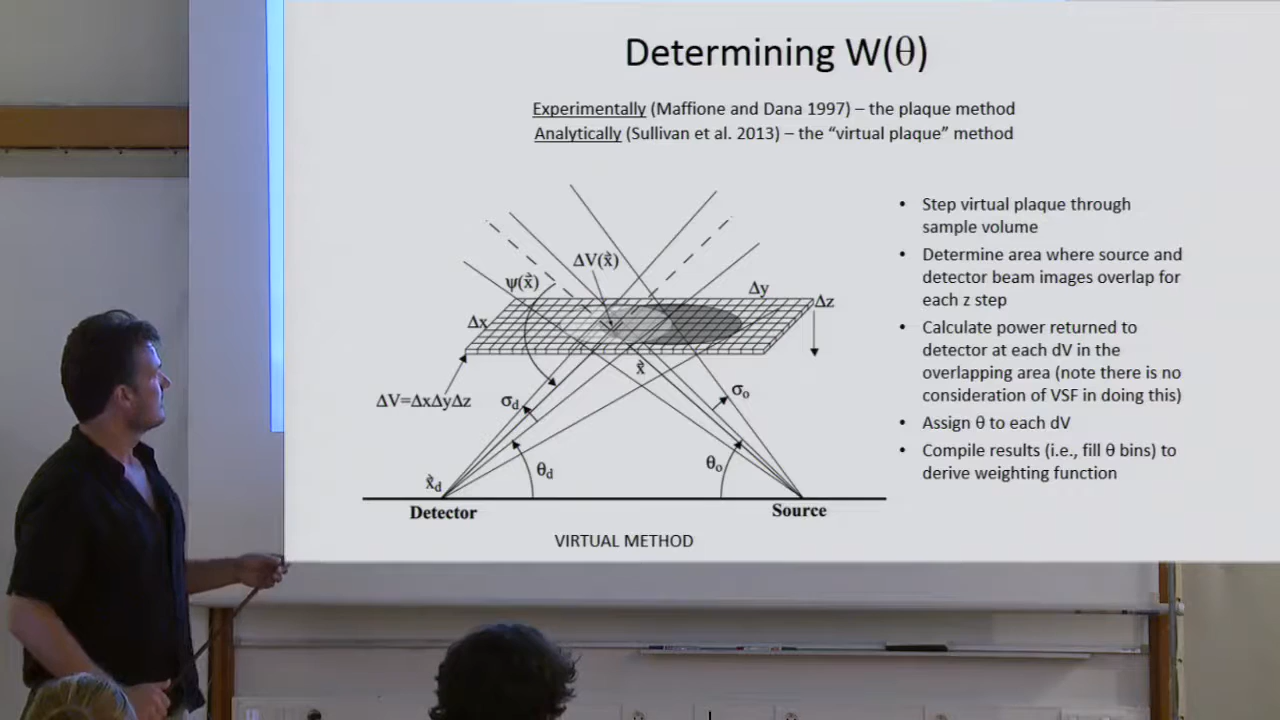 Determining W(θ)
Experimentally (Maffione and Dana 1997) – the plaque method
Analytically (Sullivan et al. 2013) – the “virtual plaque” method
ΔV(x⃗)
ψ(x⃗)
Δy
Δz
Δx
x⃗
ΔV=ΔxΔyΔz
σd
σo
θd
θo
x⃗d
Detector
Source
VIRTUAL METHOD
• Step virtual plaque through
sample volume
• Determine area where source and
detector beam images overlap for
each z step
• Calculate power returned to
detector at each dV in the
overlapping area (note there is no
consideration of VSF in doing this)
• Assign θ to each dV
• Compile results (i.e., fill θ bins) to
derive weighting function